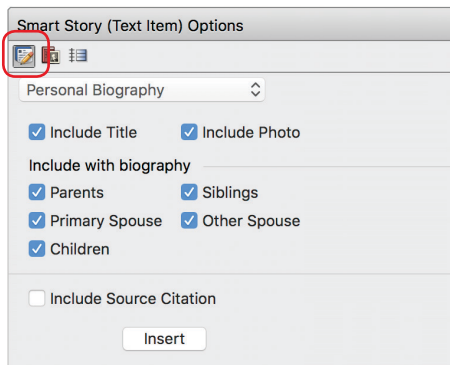 Smart Story (Text Item) Options
Personal Biography
Include Title Include Photo
Include with biography
Parents Siblings
Primary Spouse Other Spouse
Children
Include Source Citation
Insert